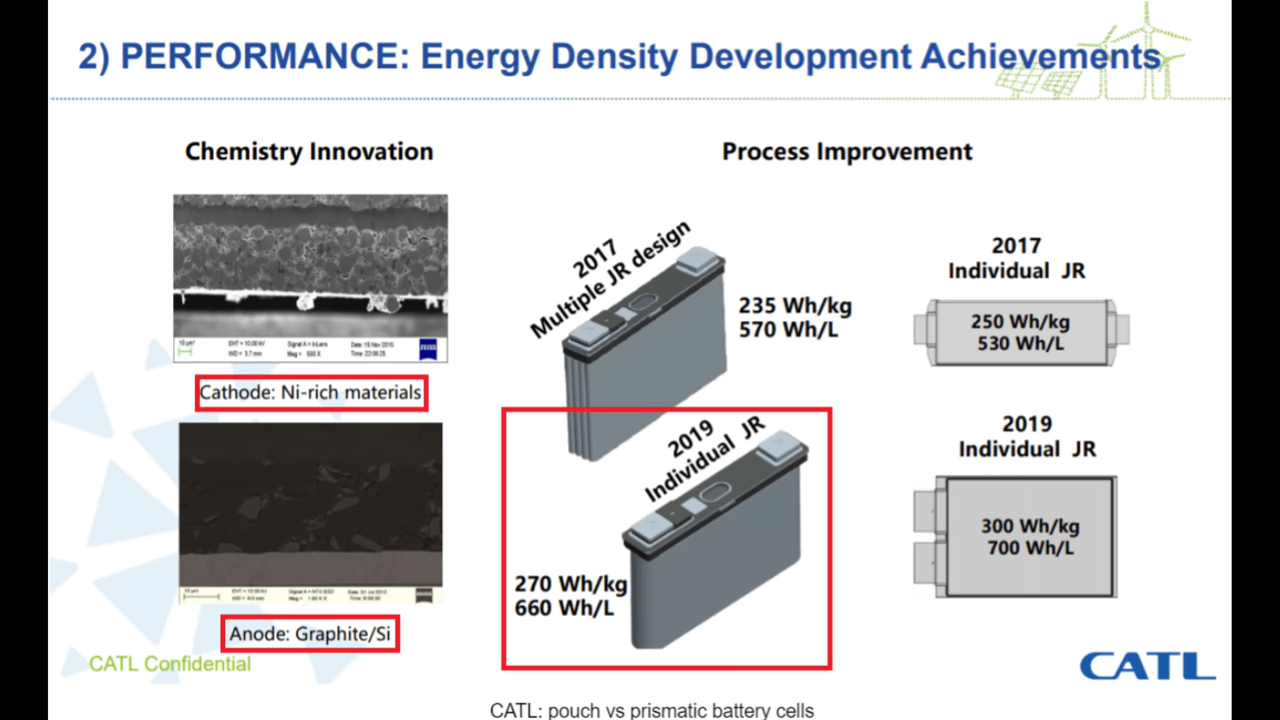 2) PERFORMANCE: Energy Density Development Achievements
Chemistry Innovation
Cathode: Ni-rich materials
Anode: Graphite/Si
Process Improvement
2017
Multiple JR design
235 Wh/kg
570 Wh/L
2019
Individual JR
270 Wh/kg
660 Wh/L
2017
Individual JR
250 Wh/kg
530 Wh/L
2019
Individual JR
300 Wh/kg
700 Wh/L
CATL Confidential
CATL
CATL: pouch vs prismatic battery cells